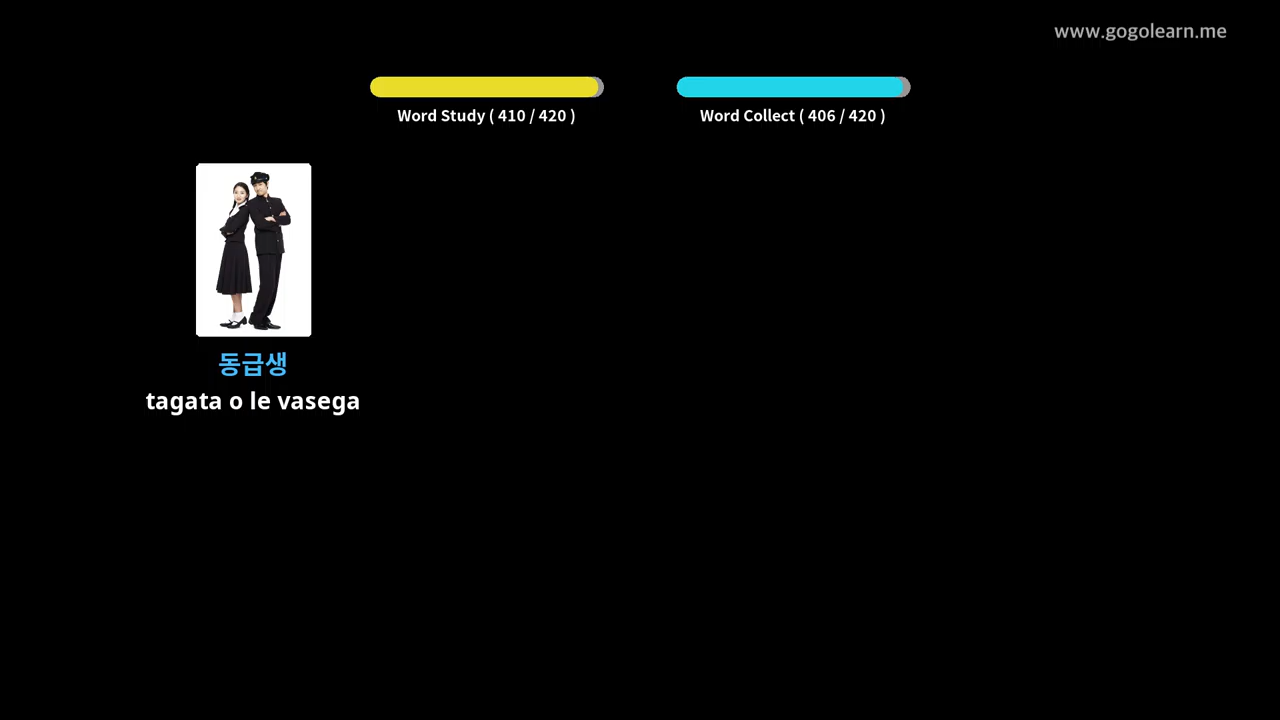 www.gogolearn.me
Word Study ( 410 / 420 )
Word Collect ( 406 / 420 )
동급생
tagata o le vasega